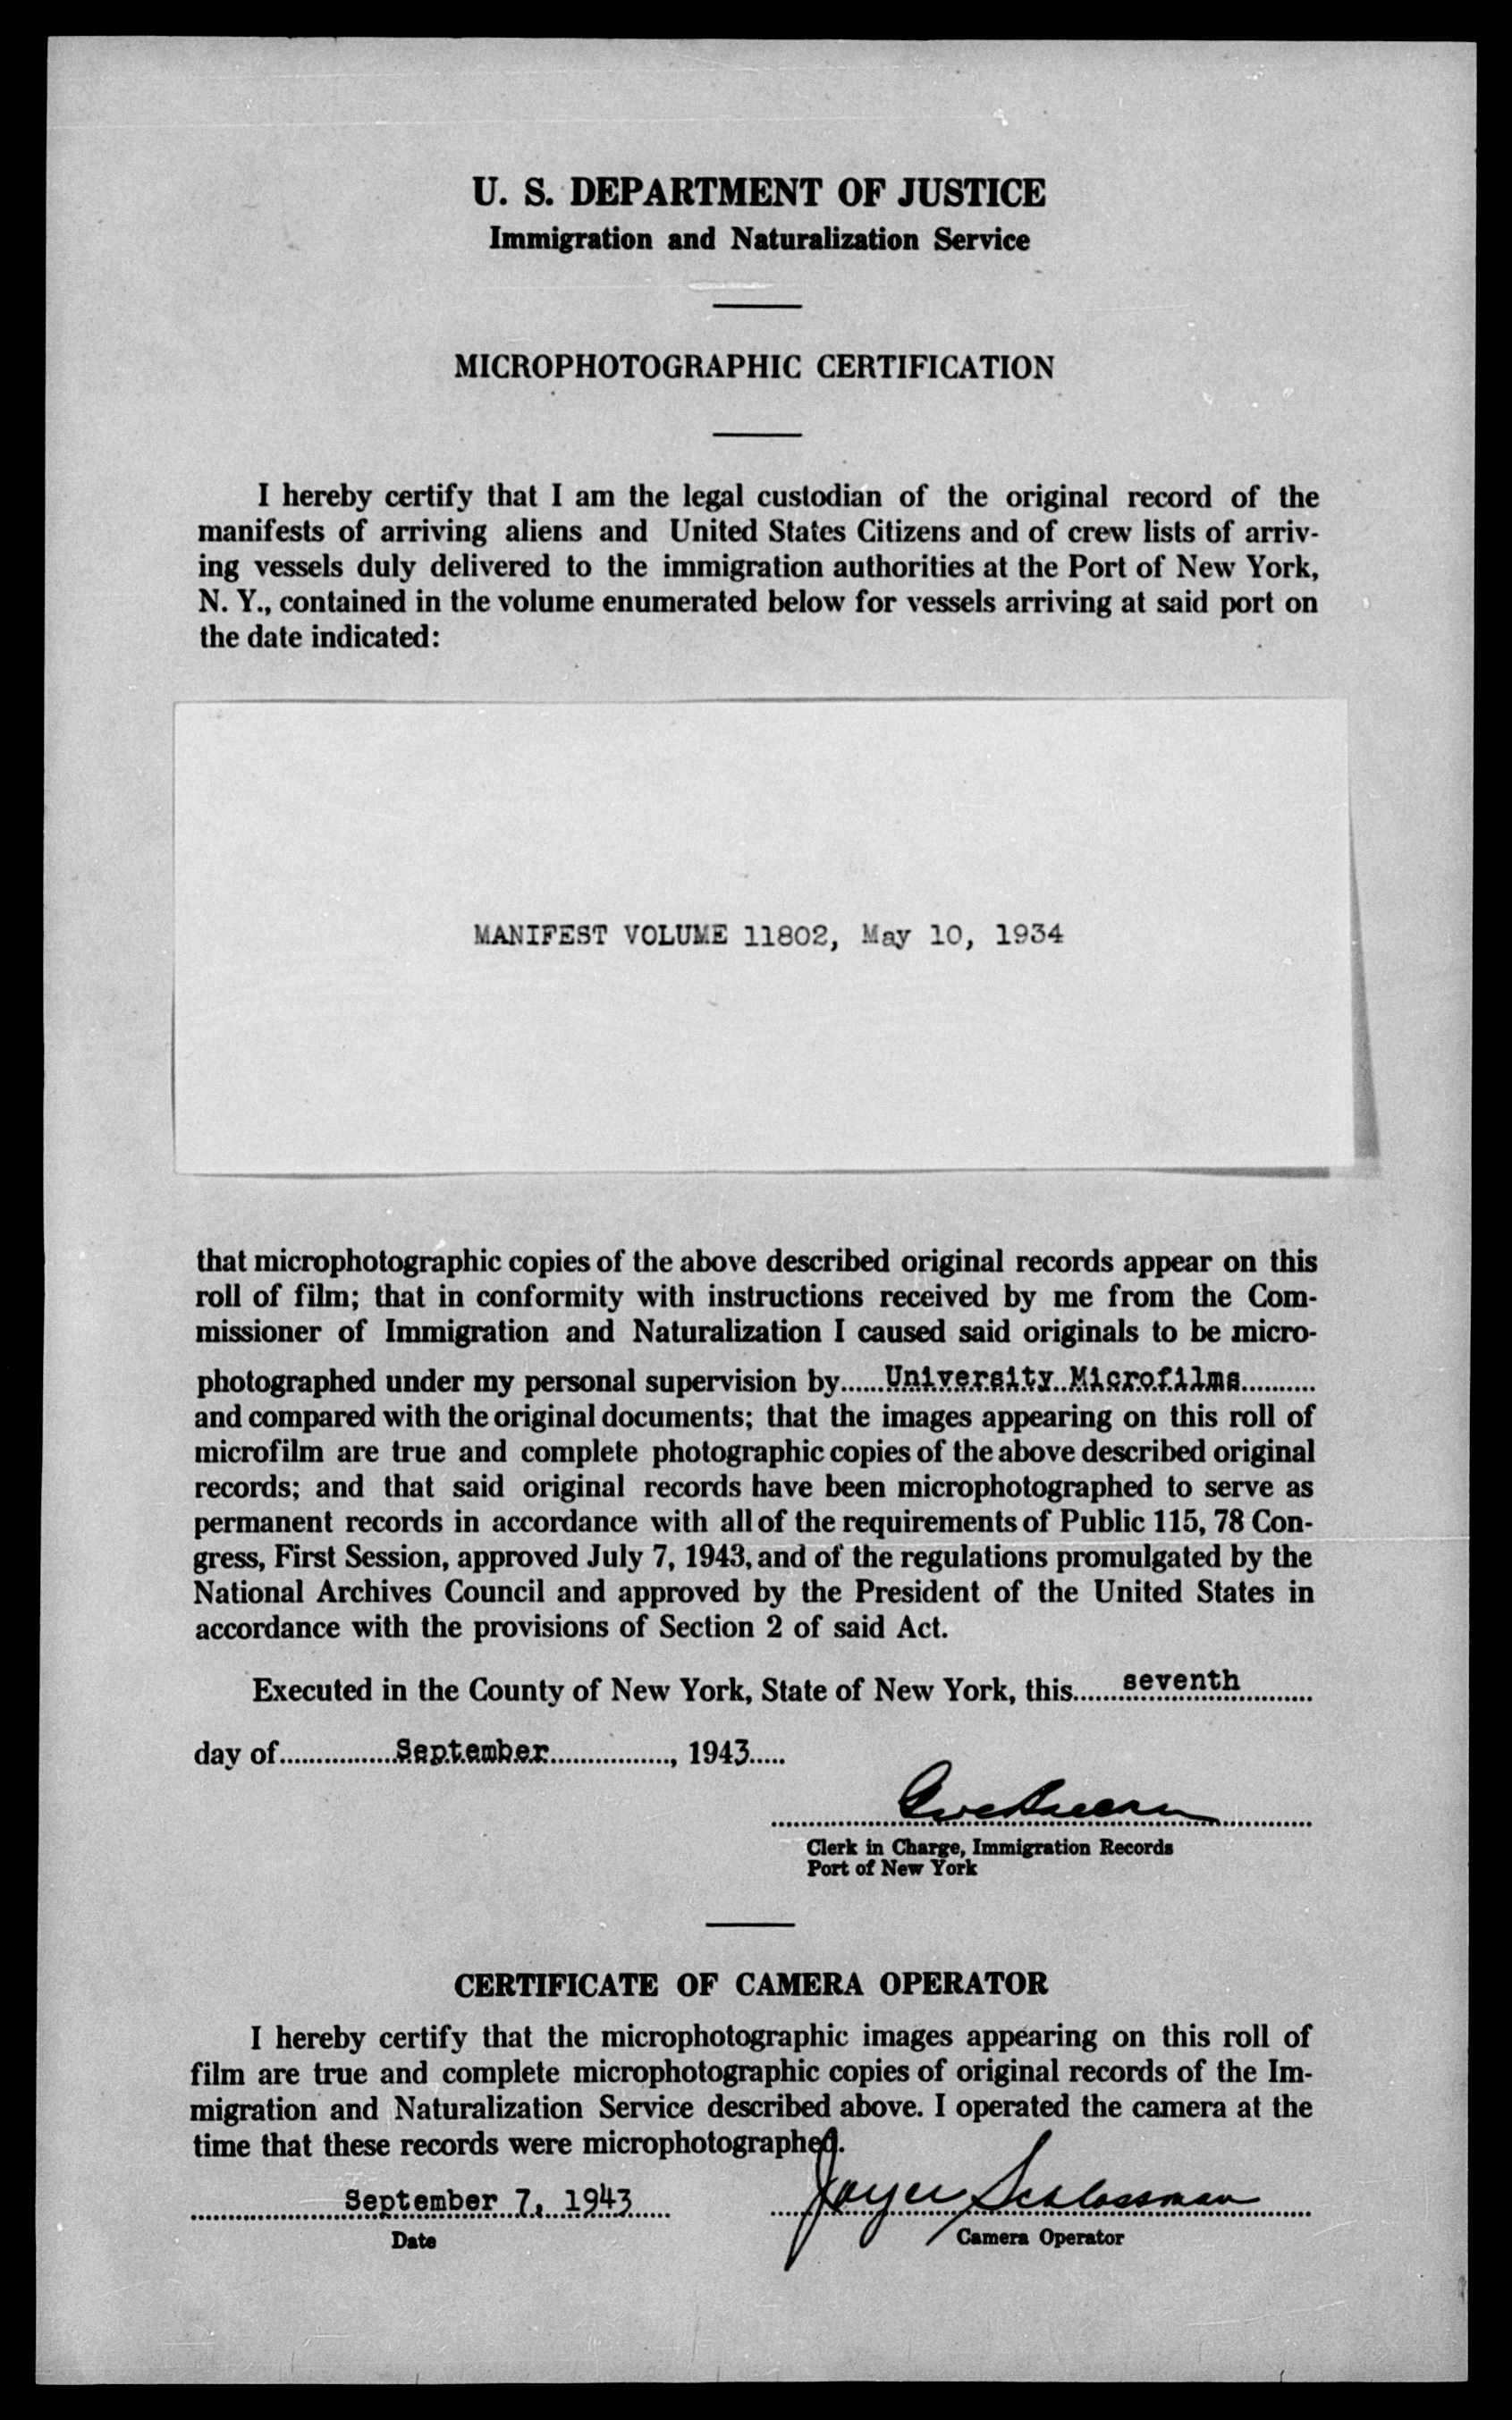 U. S. DEPARTMENT OF JUSTICE
Immigration and Naturalization Service
MICROPHOTOGRAPHIC CERTIFICATION
I hereby certify that I am the legal custodian of the original record of the
manifests of arriving aliens and United States Citizens and of crew lists of arriv-
ing vessels duly delivered to the immigration authorities at the Port of New York,
N. Y., contained in the volume enumerated below for vessels arriving at said port on
the date indicated:
MANIFEST VOLUME 11802, May 10, 1934
that microphotographic copies of the above described original records appear on this
roll of film; that in conformity with instructions received by me from the Com-
missioner of Immigration and Naturalization I caused said originals to be micro-
photographed under my personal supervision by......University Microfilms..........
and compared with the original documents; that the images appearing on this roll of
microfilm are true and complete photographic copies of the above described original
records; and that said original records have been microphotographed to serve as
permanent records in accordance with all of the requirements of Public 115, 78 Con-
gress, First Session, approved July 7, 1943, and of the regulations promulgated by the
National Archives Council and approved by the President of the United States in
accordance with the provisions of Section 2 of said Act.
Executed in the County of New York, State of New York, this.......seventh..........
day of................September................., 1943.....
Clerk in Charge, Immigration Records
Port of New York
CERTIFICATE OF CAMERA OPERATOR
I hereby certify that the microphotographic images appearing on this roll of
film are true and complete microphotographic copies of original records of the Im-
migration and Naturalization Service described above. I operated the camera at the
time that these records were microphotographed.
September 7, 1943 Joyce Schlossman
Date Camera Operator